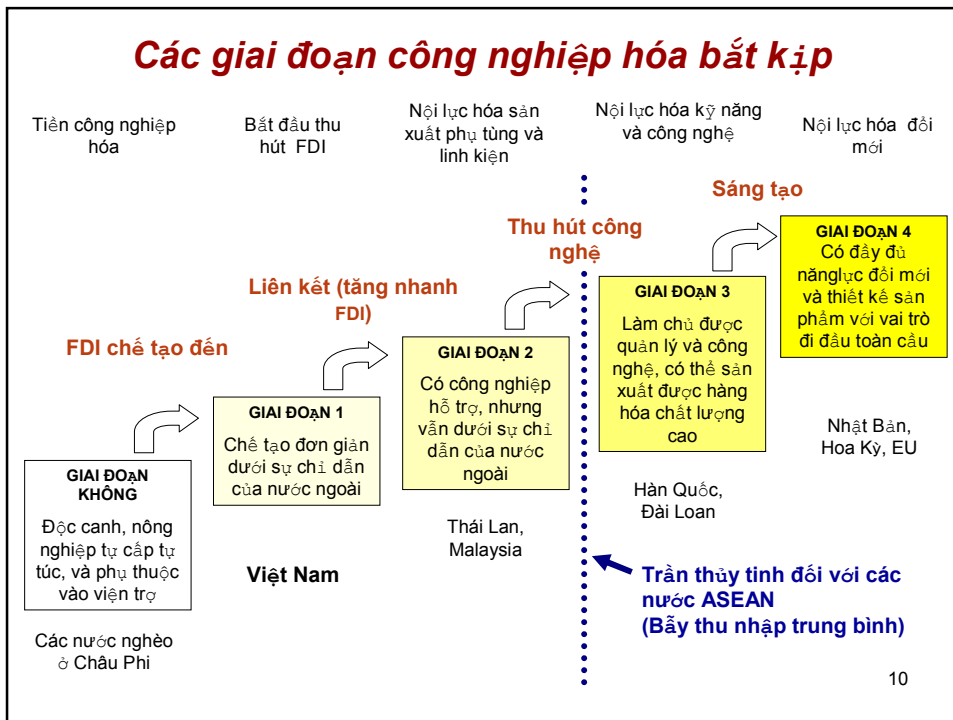 Các giai đoạn công nghiệp hóa bắt kịp
Tiền công nghiệp
hóa
Bắt đầu thu
hút FDI
Nội lực hóa sản
xuất phụ tùng và
linh kiện
Nội lực hóa kỹ năng
và công nghệ
Nội lực hóa đổi
mới
Sáng tạo
Thu hút công
nghệ
Liên kết (tăng nhanh
FDI)
FDI chế tạo đến
GIAI ĐOẠN
KHÔNG
Độc canh, nông
nghiệp tự cấp tự
túc, và phụ thuộc
vào viện trợ
Các nước nghèo
ở Châu Phi
GIAI ĐOẠN 1
Chế tạo đơn giản
dưới sự chỉ dẫn
của nước ngoài
Việt Nam
GIAI ĐOẠN 2
Có công nghiệp
hỗ trợ, nhưng
vẫn dưới sự chỉ
dẫn của nước
ngoài
Thái Lan,
Malaysia
GIAI ĐOẠN 3
Làm chủ được
quản lý và công
nghệ, có thể sản
xuất được hàng
hóa chất lượng
cao
Hàn Quốc,
Đài Loan
GIAI ĐOẠN 4
Có đầy đủ
nănglực đổi mới
và thiết kế sản
phẩm với vai trò
đi đầu toàn cầu
Nhật Bản,
Hoa Kỳ, EU
Trần thủy tinh đối với các
nước ASEAN
(Bẫy thu nhập trung bình)
10